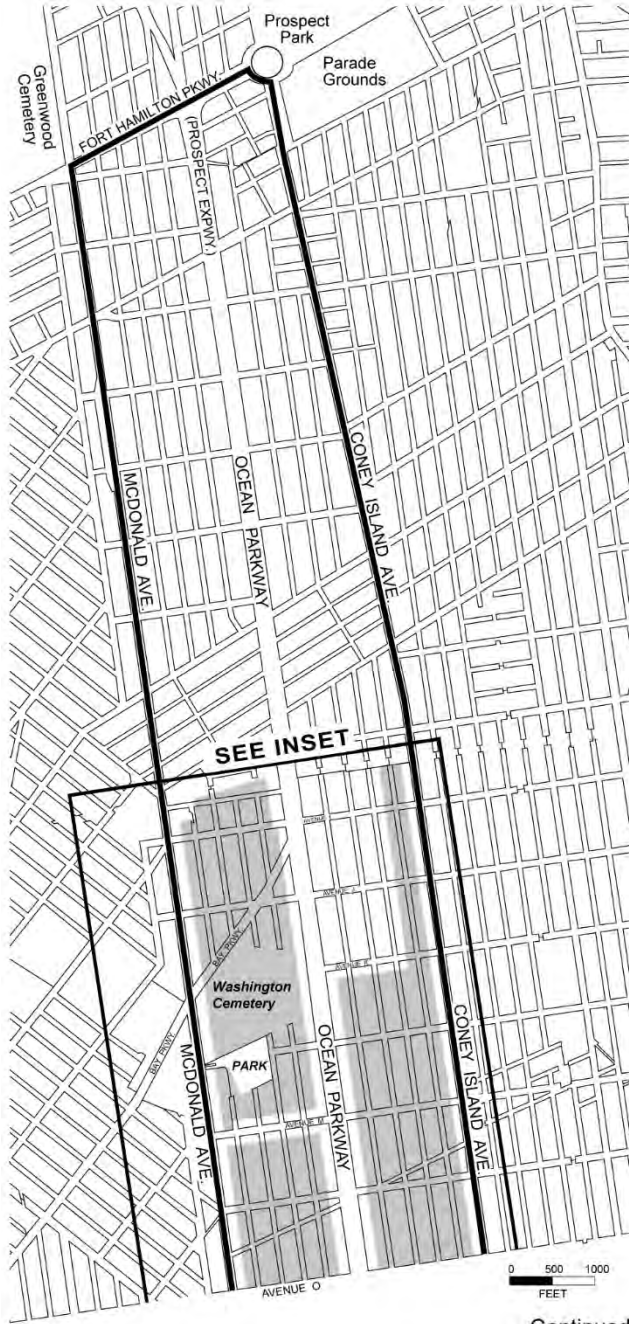 Prospect
Park
Parade
Grounds
Greenwood
Cemetery
FORT HAMILTON PKWY.
(PROSPECT EXPWY.)
MCDONALD AVE.
OCEAN PARKWAY
CONEY ISLAND AVE.
SEE INSET
AVENUE I
AVENUE J
BAY PKWY.
AVENUE K
Washington
Cemetery
BAY PKWY
PARK
MCDONALD AVE.
OCEAN PARKWAY
CONEY ISLAND AVE.
AVENUE M
AVENUE O
0 500 1000
FEET
Continued